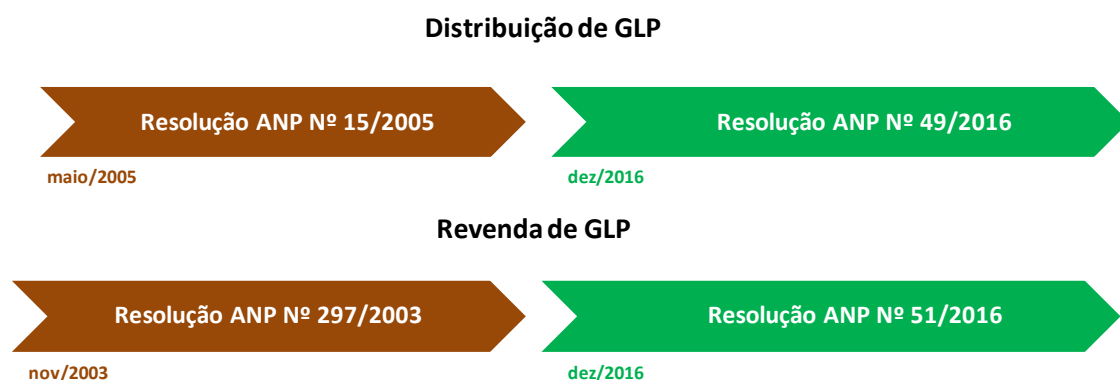 Distribuição de GLP
Resolução ANP Nº 15/2005
Resolução ANP Nº 49/2016
maio/2005
dez/2016
Revenda de GLP
Resolução ANP Nº 297/2003
Resolução ANP Nº 51/2016
nov/2003
dez/2016